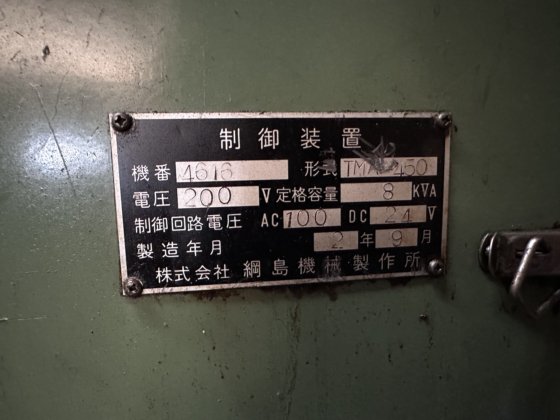 制御装置
機番 4616 形式 TMA-450
電圧 200 V 定格容量 8 KVA
制御回路電圧 AC 100 DC 24 V
製造年月 2 年 9 月
株式会社 綱島機械製作所